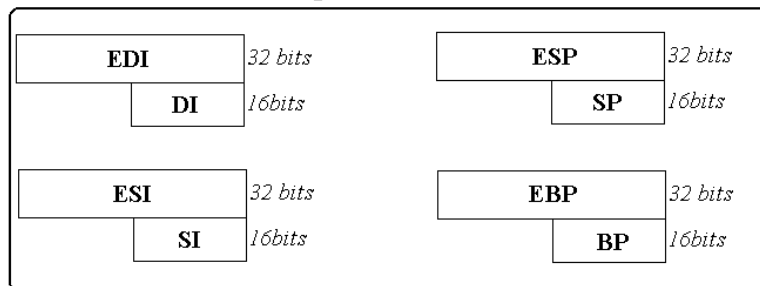 EDI 32 bits
DI 16bits
ESP 32 bits
SP 16bits
ESI 32 bits
SI 16bits
EBP 32 bits
BP 16bits